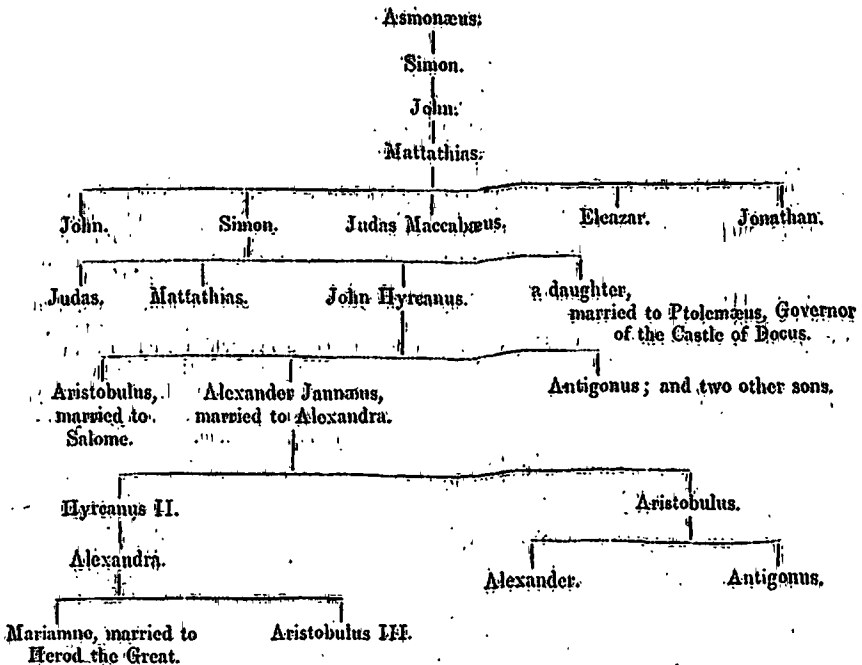 Asmonæus.
Simon.
John.
Mattathias.
John. Simon. Judas Maccabæus. Eleazar. Jonathan.
Judas. Mattathias. John Hyrcanus. a daughter,
married to Ptolemæus, Governor
of the Castle of Docus.
Aristobulus, Alexander Jannæus, Antigonus; and two other sons.
married to married to Alexandra.
Salome.
Hyrcanus II. Aristobulus.
Alexandra.
Alexander. Antigonus.
Mariamne, married to Aristobulus III.
Herod the Great.